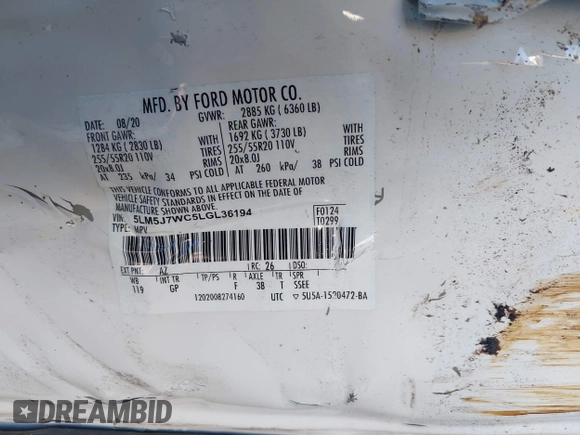 MFD. BY FORD MOTOR CO.
DATE: 08/20 GVWR: 2885 KG ( 6360 LB)
FRONT GAWR: REAR GAWR:
1284 KG ( 2830 LB) WITH 1692 KG ( 3730 LB) WITH
255/55R20 110V TIRES 255/55R20 110V TIRES
20x8.0J RIMS 20x8.0J RIMS
AT 235 kPa/ 34 PSI COLD AT 260 kPa/ 38 PSI COLD
THIS VEHICLE CONFORMS TO ALL APPLICABLE FEDERAL MOTOR
VEHICLE SAFETY STANDARDS IN EFFECT ON THE DATE OF
MANUFACTURE SHOWN ABOVE.
VIN: 5LM5J7WC5LGL36194 F0124
TYPE: MPV T0299
EXT PNT: AZ RC: 26 DSO:
WB INT TR TP/PS R AXLE TR SPR
119 GP F 3B T SSEE
1202008274160 UTC ▽ 5U5A-1520472-BA
DREAMBID